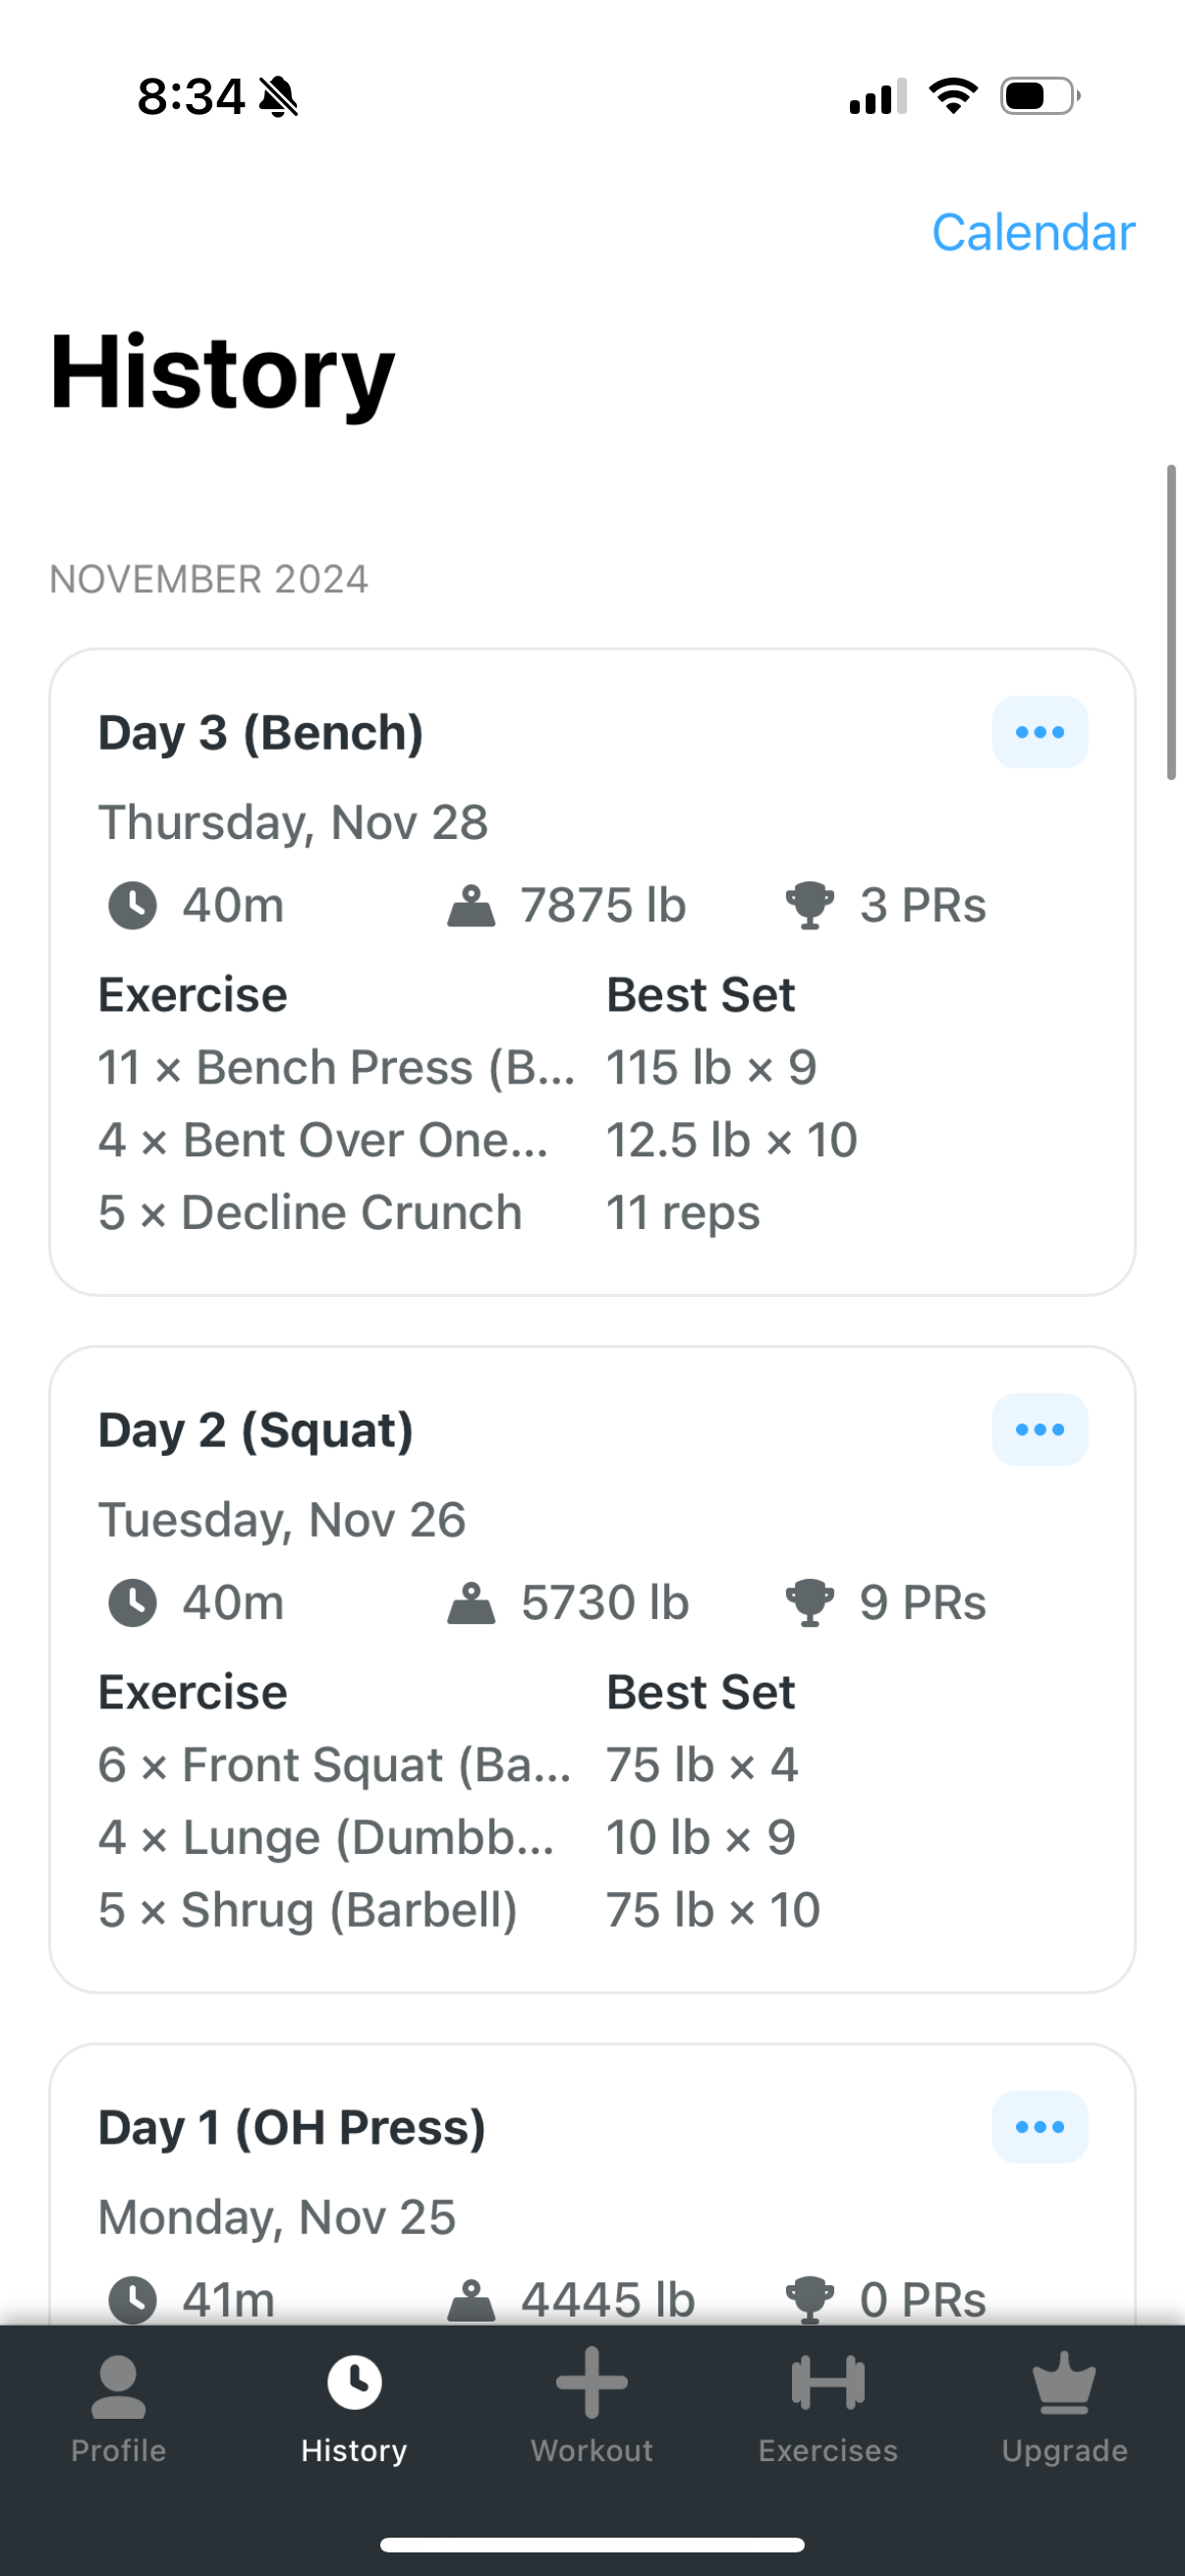 8:34
Calendar
History
NOVEMBER 2024
Day 3 (Bench)
Thursday, Nov 28
40m 7875 lb 3 PRs
Exercise Best Set
11 × Bench Press (B... 115 lb × 9
4 × Bent Over One... 12.5 lb × 10
5 × Decline Crunch 11 reps
Day 2 (Squat)
Tuesday, Nov 26
40m 5730 lb 9 PRs
Exercise Best Set
6 × Front Squat (Ba... 75 lb × 4
4 × Lunge (Dumbb... 10 lb × 9
5 × Shrug (Barbell) 75 lb × 10
Day 1 (OH Press)
Monday, Nov 25
41m 4445 lb 0 PRs
Profile History Workout Exercises Upgrade